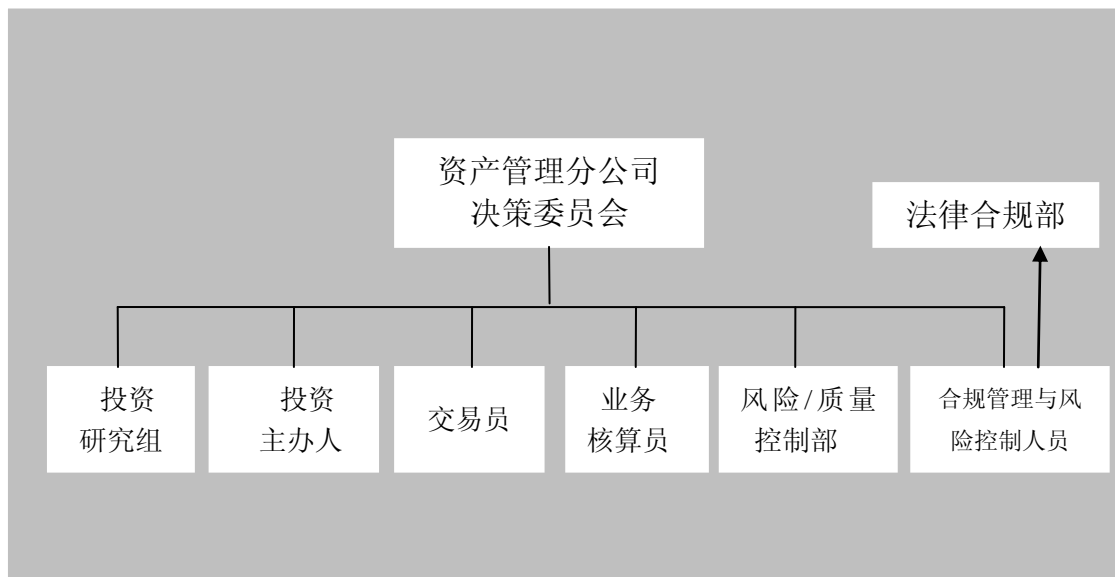 资产管理分公司
决策委员会
法律合规部
投资
研究组
投资
主办人
交易员
业务
核算员
风险/质量
控制部
合规管理与风
险控制人员